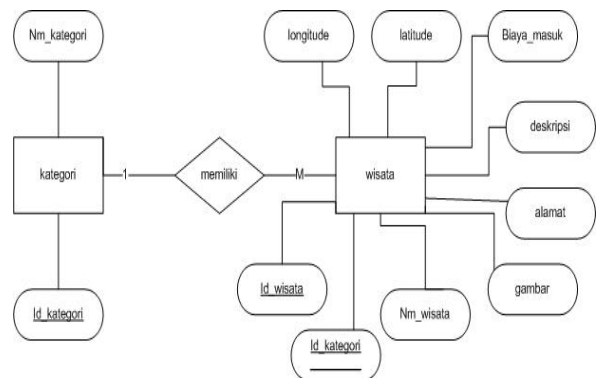 Nm_kategori
longitude
latitude
Biaya_masuk
deskripsi
kategori
1
memiliki
M
wisata
alamat
Id_wisata
gambar
Id_kategori
Nm_wisata
Id_kategori